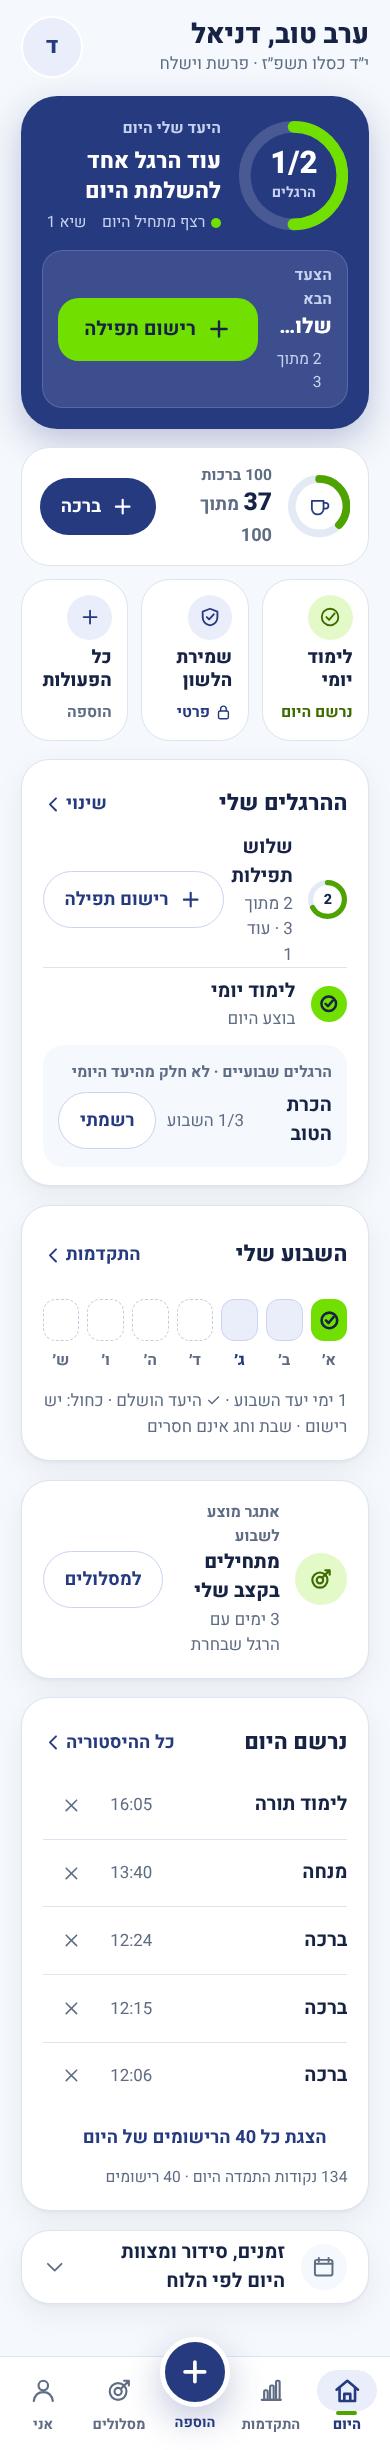 ערב טוב, דניאל
ד
י״ד כסלו תשפ״ז · פרשת וישלח
היעד שלי היום
1/2
הרגלים
עוד הרגל אחד
להשלמת היום
רצף מתחיל היום
שיא 1
הצעד
הבא
שלו...
2 מתוך
3
רישום תפילה
100 ברכות
37 מתוך
100
ברכה
לימוד
יומי
נרשם היום
שמירת
הלשון
פרטי
כל
הפעולות
הוספה
ההרגלים שלי
שינוי
2
שלוש
תפילות
2 מתוך
3 · עוד
1
רישום תפילה
לימוד יומי
בוצע היום
הרגלים שבועיים · לא חלק מהיעד היומי
הכרת
הטוב
1/3 השבוע
רשמתי
השבוע שלי
התקדמות
א׳ ב׳ ג׳ ד׳ ה׳ ו׳ ש׳
1 ימי יעד השבוע · ✓ היעד הושלם · כחול: יש
רישום · שבת וחג אינם חסרים
אתגר מוצע
לשבוע
מתחילים
בקצב שלי
3 ימים עם
הרגל שבחרת
למסלולים
נרשם היום
כל ההיסטוריה
לימוד תורה 16:05
מנחה 13:40
ברכה 12:24
ברכה 12:15
ברכה 12:06
הצגת כל 40 הרישומים של היום
134 נקודות התמדה היום · 40 רישומים
זמנים, סידור ומצוות
היום לפי הלוח
היום
התקדמות
הוספה
מסלולים
אני